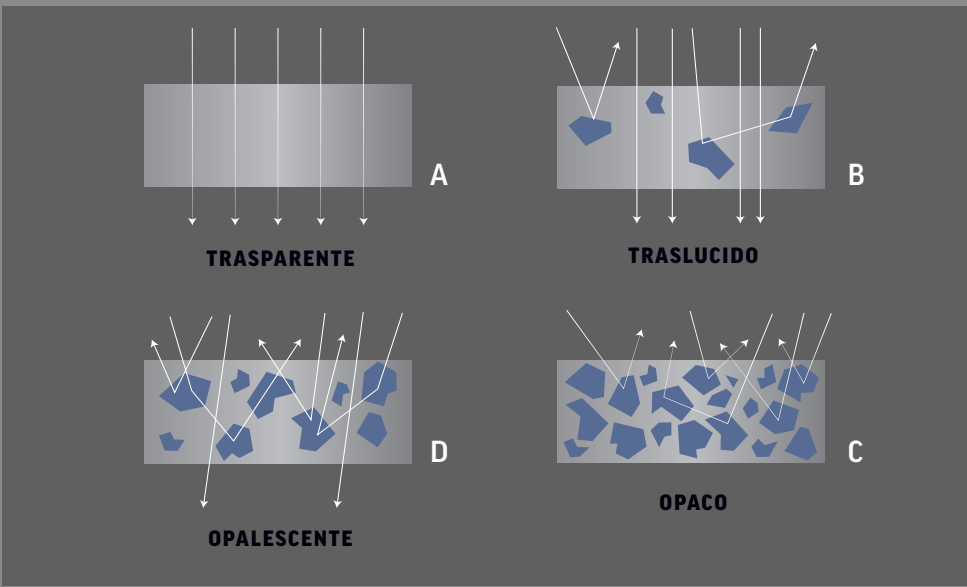 A
TRASPARENTE
B
TRASLUCIDO
D
OPALESCENTE
C
OPACO